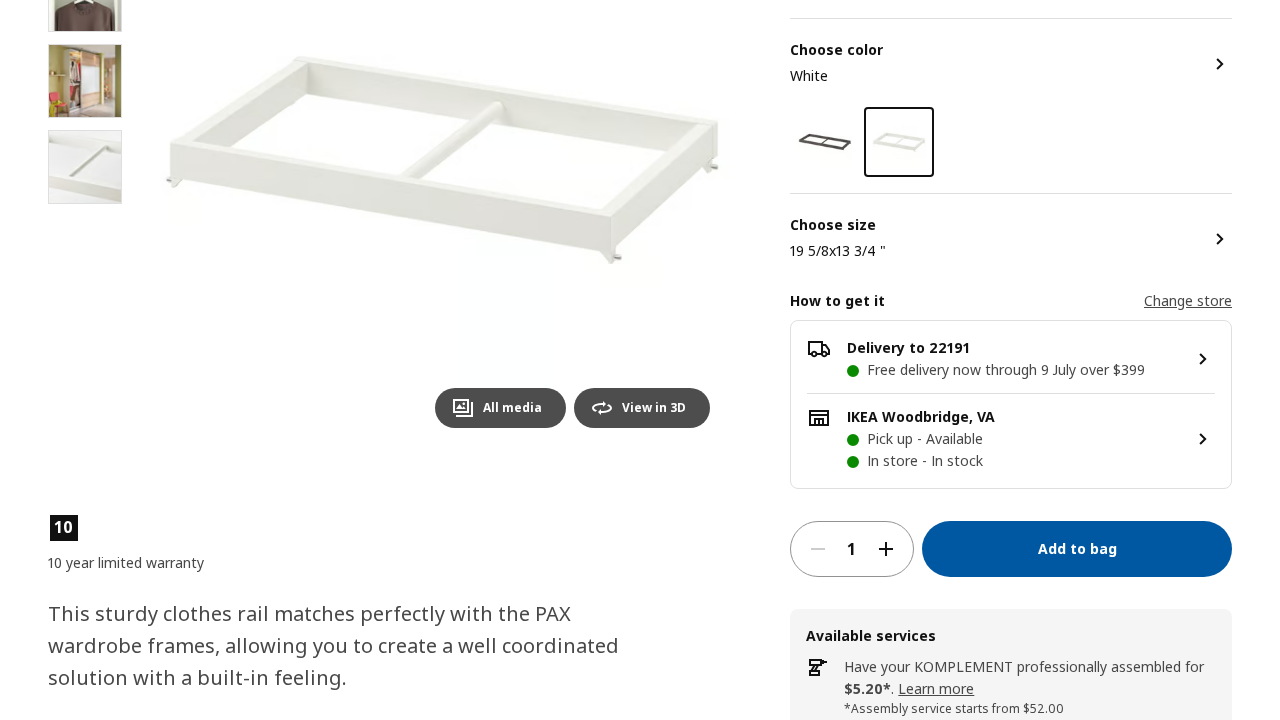 Choose color
White
Choose size
19 5/8x13 3/4 "
How to get it
Change store
Delivery to 22191
Free delivery now through 9 July over $399
IKEA Woodbridge, VA
Pick up - Available
In store - In stock
All media
View in 3D
1
Add to bag
10
10 year limited warranty
This sturdy clothes rail matches perfectly with the PAX
wardrobe frames, allowing you to create a well coordinated
solution with a built-in feeling.
Available services
Have your KOMPLEMENT professionally assembled for
$5.20*. Learn more
*Assembly service starts from $52.00